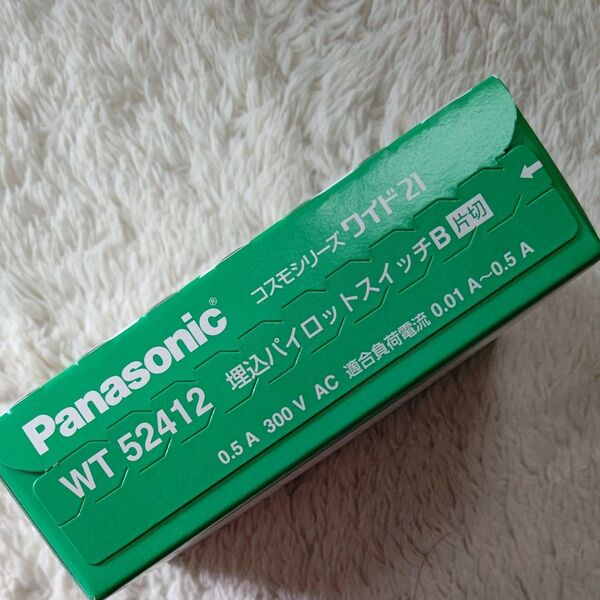 Panasonic® コスモシリーズ ワイド21
WT 52412 埋込パイロットスイッチB 片切
0.5 A 300 V AC 適合負荷電流 0.01 A～0.5 A